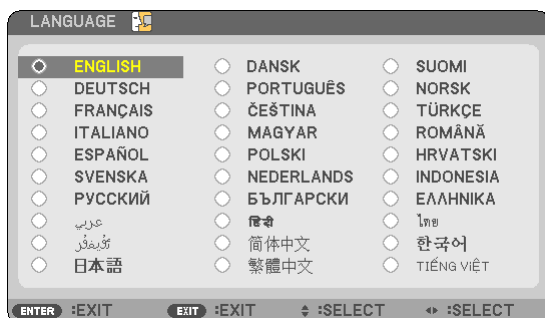 LANGUAGE
ENGLISH DANSK SUOMI
DEUTSCH PORTUGUÊS NORSK
FRANÇAIS ČEŠTINA TÜRKÇE
ITALIANO MAGYAR ROMÂNĂ
ESPAÑOL POLSKI HRVATSKI
SVENSKA NEDERLANDS INDONESIA
РУССКИЙ БЪЛГАРСКИ ΕΛΛΗΝΙΚΑ
عربي हिंदी ไทย
简体中文 한국어
日本語 繁體中文 TIẾNG VIỆT
ENTER :EXIT EXIT :EXIT :SELECT :SELECT